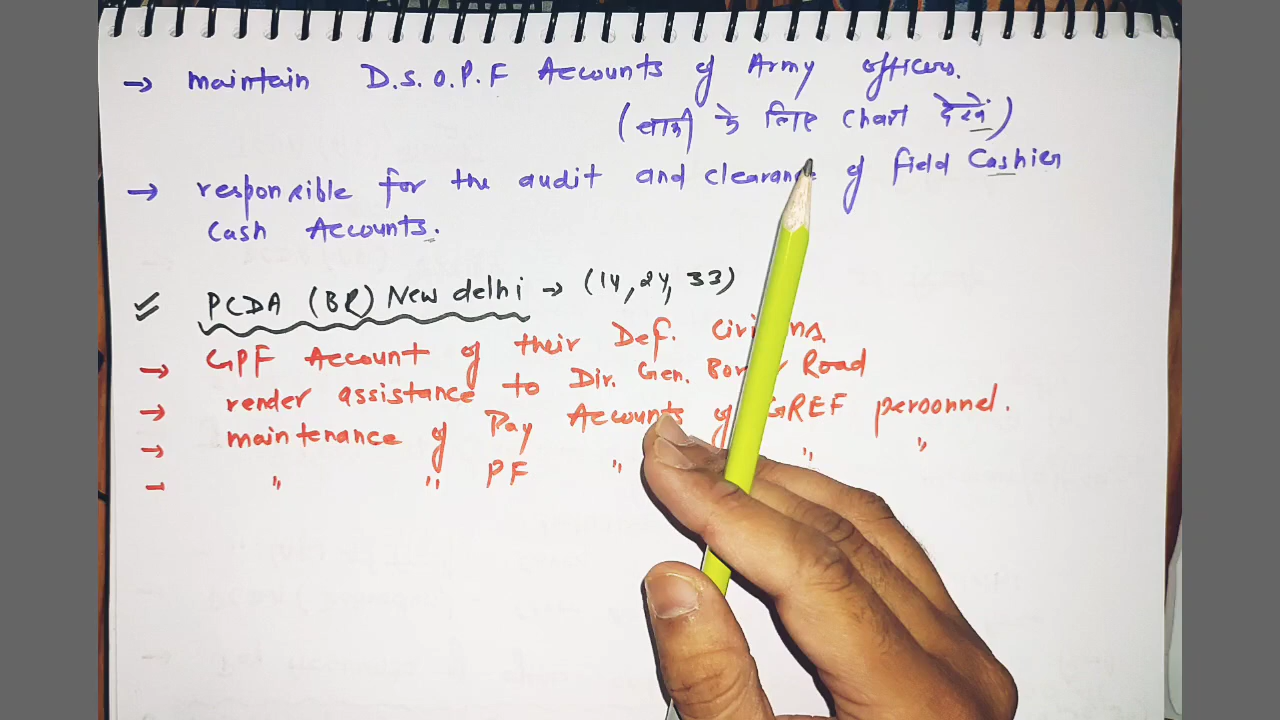 → maintain D.S.O.P.F Accounts of Army officers.
(बाकी के लिए chart देखें)
→ responsible for the audit and clearance of field Cashier
Cash Accounts.
PCDA (BR) New delhi → (14, 24, 33)
→ GPF Account of their Def. Civilians.
→ render assistance to Dir. Gen. Border Road
→ maintenance of Pay Accounts of GREF personnel.
→ " " PF " " "